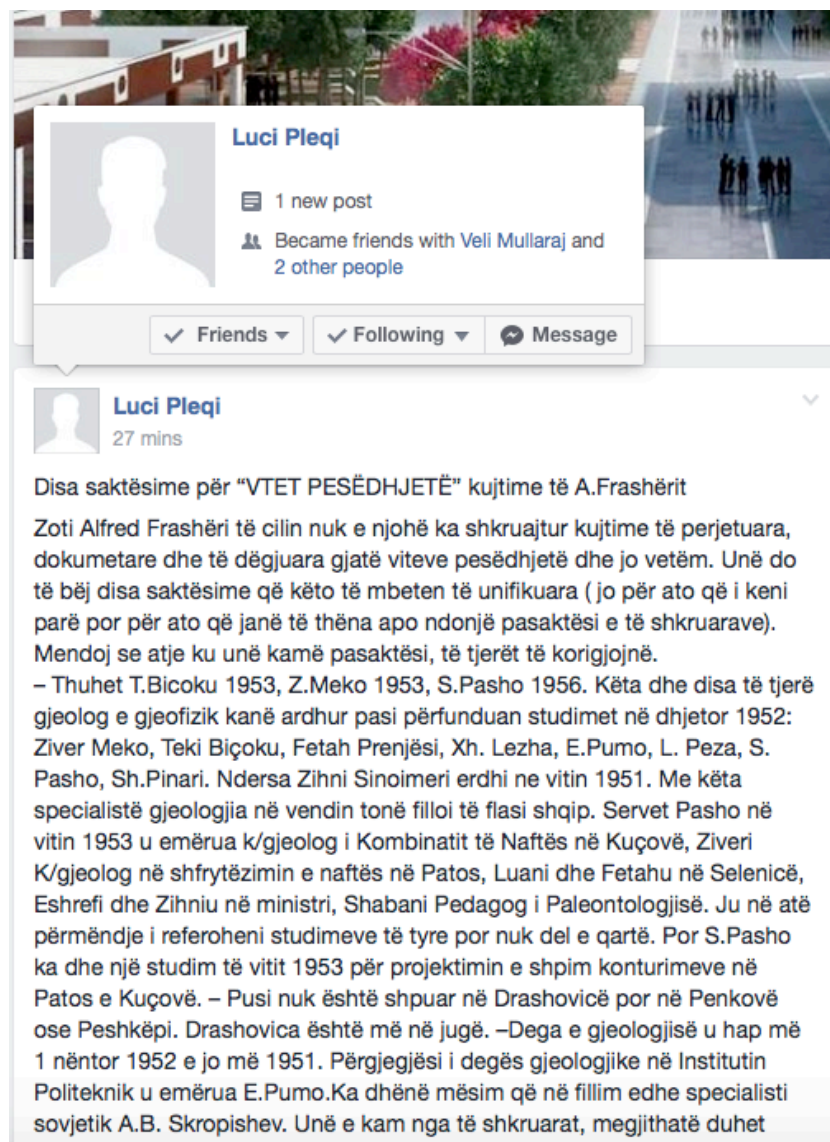 Luci Pleqi
1 new post
Became friends with Veli Mullaraj and
2 other people
Friends
Following
Message
Luci Pleqi
27 mins
Disa saktësime për “VTET PESËDHJETË” kujtime të A.Frashërit
Zoti Alfred Frashëri të cilin nuk e njohë ka shkruajtur kujtime të perjetuara,
dokumetare dhe të dëgjuara gjatë viteve pesëdhjetë dhe jo vetëm. Unë do
të bëj disa saktësime që këto të mbeten të unifikuara ( jo për ato që i keni
parë por për ato që janë të thëna apo ndonjë pasaktësi e të shkruarave).
Mendoj se atje ku unë kamë pasaktësi, të tjerët të korigjojnë.
– Thuhet T.Bicoku 1953, Z.Meko 1953, S.Pasho 1956. Këta dhe disa të tjerë
gjeolog e gjeofizik kanë ardhur pasi përfunduan studimet në dhjetor 1952:
Ziver Meko, Teki Biçoku, Fetah Prenjësi, Xh. Lezha, E.Pumo, L. Peza, S.
Pasho, Sh.Pinari. Ndersa Zihni Sinoimeri erdhi ne vitin 1951. Me këta
specialistë gjeologjia në vendin tonë filloi të flasi shqip. Servet Pasho në
vitin 1953 u emërua k/gjeolog i Kombinatit të Naftës në Kuçovë, Ziveri
K/gjeolog në shfrytëzimin e naftës në Patos, Luani dhe Fetahu në Selenicë,
Eshrefi dhe Zihniu në ministri, Shabani Pedagog i Paleontologjisë. Ju në atë
përmëndje i referoheni studimeve të tyre por nuk del e qartë. Por S.Pasho
ka dhe një studim të vitit 1953 për projektimin e shpim konturimeve në
Patos e Kuçovë. – Pusi nuk është shpuar në Drashovicë por në Penkovë
ose Peshkëpi. Drashovica është më në jugë. –Dega e gjeologjisë u hap më
1 nëntor 1952 e jo më 1951. Përgjegjësi i degës gjeologjike në Institutin
Politeknik u emërua E.Pumo.Ka dhënë mësim që në fillim edhe specialisti
sovjetik A.B. Skropishev. Unë e kam nga të shkruarat, megjithatë duhet